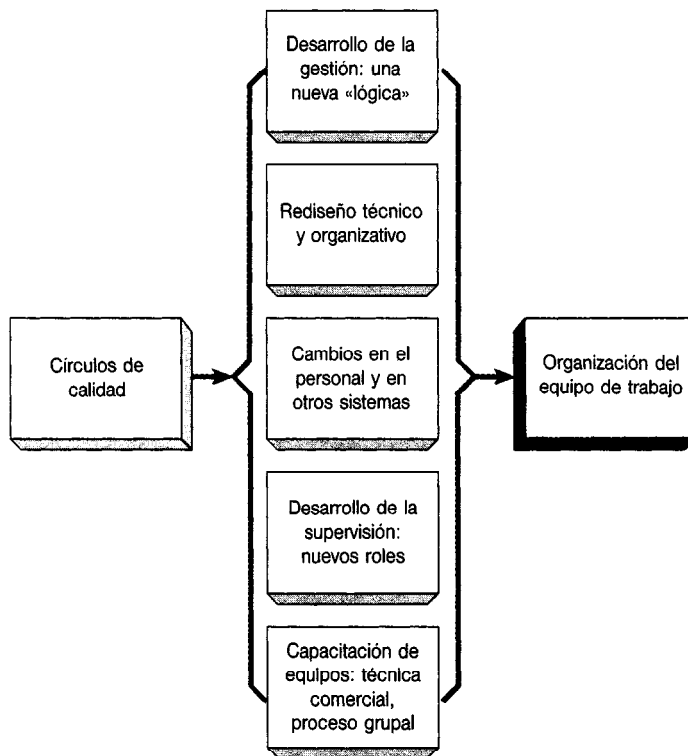 Desarrollo de la
gestión: una
nueva «lógica»
Rediseño técnico
y organizativo
Círculos de
calidad
Cambios en el
personal y en
otros sistemas
Organización del
equipo de trabajo
Desarrollo de la
supervisión:
nuevos roles
Capacitación de
equipos: técnica
comercial,
proceso grupal